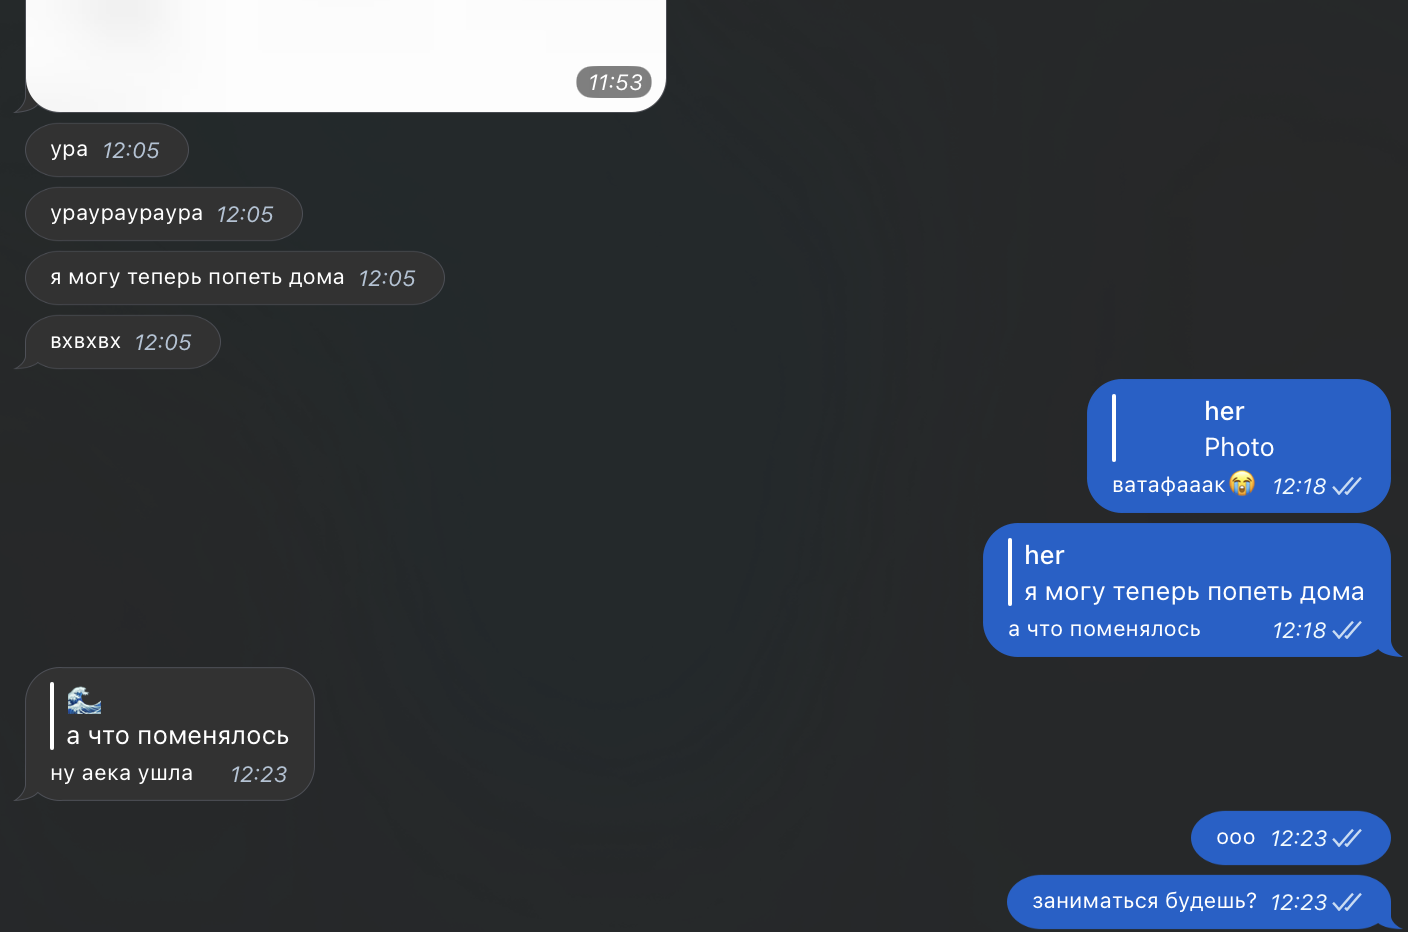 11:53
ура 12:05
ураураураура 12:05
я могу теперь попеть дома 12:05
вхвхвх 12:05
her
Photo
ватафааак😭 12:18
her
я могу теперь попеть дома
а что поменялось 12:18
🌊
а что поменялось
ну аека ушла 12:23
ооо 12:23
заниматься будешь? 12:23